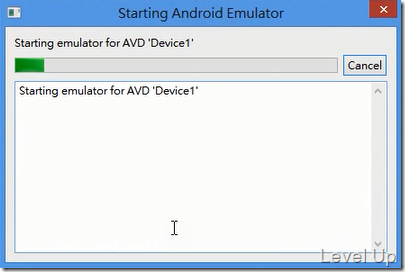 Starting Android Emulator
Starting emulator for AVD 'Device1'
Cancel
Starting emulator for AVD 'Device1'
Level Up